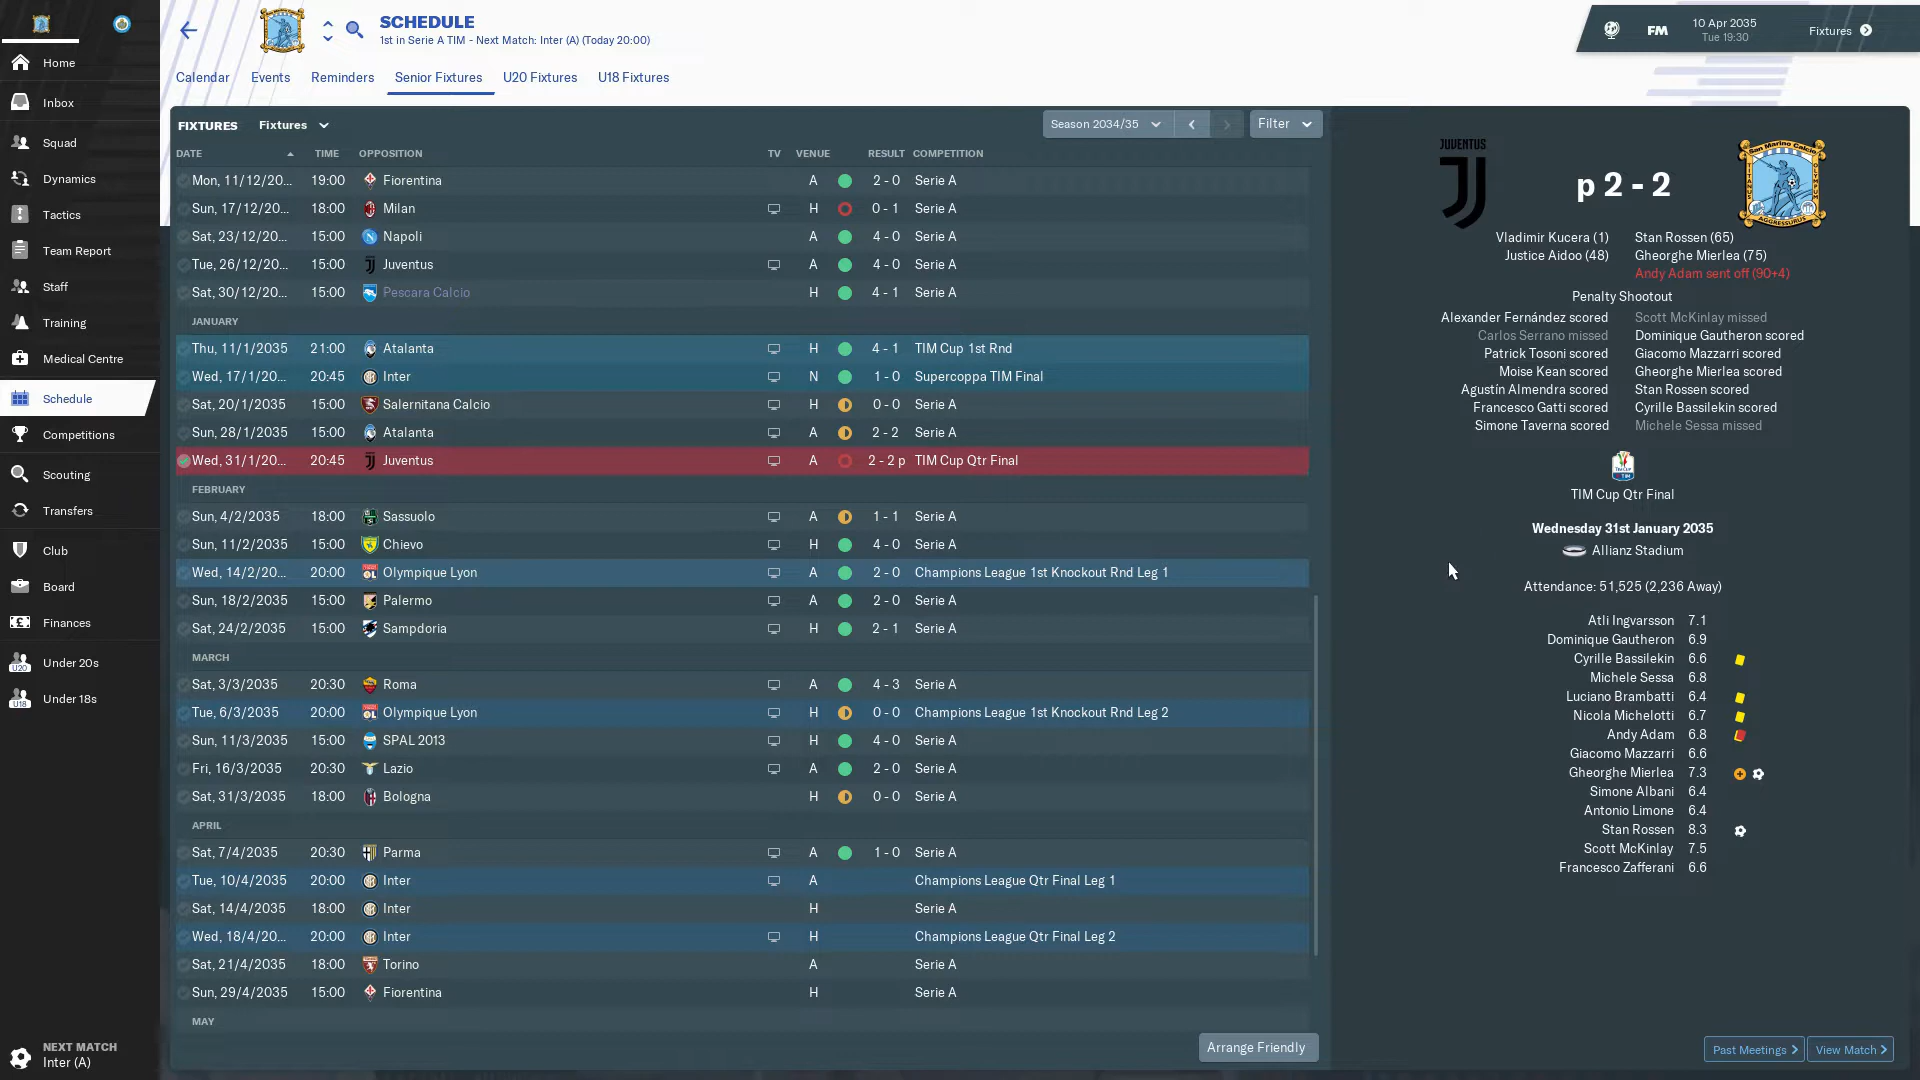 SCHEDULE
1st in Serie A TIM - Next Match: Inter (A) (Today 20:00)
FM
10 Apr 2035
Tue 19:30
Fixtures
Home
Inbox
Squad
Dynamics
Tactics
Team Report
Staff
Training
Medical Centre
Schedule
Competitions
Scouting
Transfers
Club
Board
Finances
U20 Under 20s
U18 Under 18s
NEXT MATCH
Inter (A)
Calendar Events Reminders Senior Fixtures U20 Fixtures U18 Fixtures
FIXTURES Fixtures Season 2034/35 Filter
DATE TIME OPPOSITION TV VENUE RESULT COMPETITION
Mon, 11/12/20... 19:00 Fiorentina A 2 - 0 Serie A
Sun, 17/12/20... 18:00 Milan H 0 - 1 Serie A
Sat, 23/12/20... 15:00 Napoli A 4 - 0 Serie A
Tue, 26/12/20... 15:00 Juventus A 4 - 0 Serie A
Sat, 30/12/20... 15:00 Pescara Calcio H 4 - 1 Serie A
JANUARY
Thu, 11/1/2035 21:00 Atalanta H 4 - 1 TIM Cup 1st Rnd
Wed, 17/1/20... 20:45 Inter N 1 - 0 Supercoppa TIM Final
Sat, 20/1/2035 15:00 Salernitana Calcio H 0 - 0 Serie A
Sun, 28/1/2035 15:00 Atalanta A 2 - 2 Serie A
Wed, 31/1/20... 20:45 Juventus A 2 - 2 p TIM Cup Qtr Final
FEBRUARY
Sun, 4/2/2035 18:00 Sassuolo A 1 - 1 Serie A
Sun, 11/2/2035 15:00 Chievo H 4 - 0 Serie A
Wed, 14/2/20... 20:00 Olympique Lyon A 2 - 0 Champions League 1st Knockout Rnd Leg 1
Sun, 18/2/2035 15:00 Palermo A 2 - 0 Serie A
Sat, 24/2/2035 15:00 Sampdoria H 2 - 1 Serie A
MARCH
Sat, 3/3/2035 20:30 Roma A 4 - 3 Serie A
Tue, 6/3/2035 20:00 Olympique Lyon H 0 - 0 Champions League 1st Knockout Rnd Leg 2
Sun, 11/3/2035 15:00 SPAL 2013 H 4 - 0 Serie A
Fri, 16/3/2035 20:30 Lazio A 2 - 0 Serie A
Sat, 31/3/2035 18:00 Bologna H 0 - 0 Serie A
APRIL
Sat, 7/4/2035 20:30 Parma A 1 - 0 Serie A
Tue, 10/4/2035 20:00 Inter A Champions League Qtr Final Leg 1
Sat, 14/4/2035 18:00 Inter H Serie A
Wed, 18/4/20... 20:00 Inter H Champions League Qtr Final Leg 2
Sat, 21/4/2035 18:00 Torino A Serie A
Sun, 29/4/2035 15:00 Fiorentina H Serie A
MAY
Arrange Friendly
JUVENTUS
San Marino Calcio
p 2 - 2
Vladimir Kucera (1) Stan Rossen (65)
Justice Aidoo (48) Gheorghe Mierlea (75)
Andy Adam sent off (90+4)
Penalty Shootout
Alexander Fernández scored Scott McKinlay missed
Carlos Serrano missed Dominique Gautheron scored
Patrick Tosoni scored Giacomo Mazzarri scored
Moise Kean scored Gheorghe Mierlea scored
Agustín Almendra scored Stan Rossen scored
Francesco Gatti scored Cyrille Bassilekin scored
Simone Taverna scored Michele Sessa missed
TIM Cup Qtr Final
Wednesday 31st January 2035
Allianz Stadium
Attendance: 51,525 (2,236 Away)
Atli Ingvarsson 7.1
Dominique Gautheron 6.9
Cyrille Bassilekin 6.6
Michele Sessa 6.8
Luciano Brambatti 6.4
Nicola Michelotti 6.7
Andy Adam 6.8
Giacomo Mazzarri 6.6
Gheorghe Mierlea 7.3
Simone Albani 6.4
Antonio Limone 6.4
Stan Rossen 8.3
Scott McKinlay 7.5
Francesco Zafferani 6.6
Past Meetings View Match